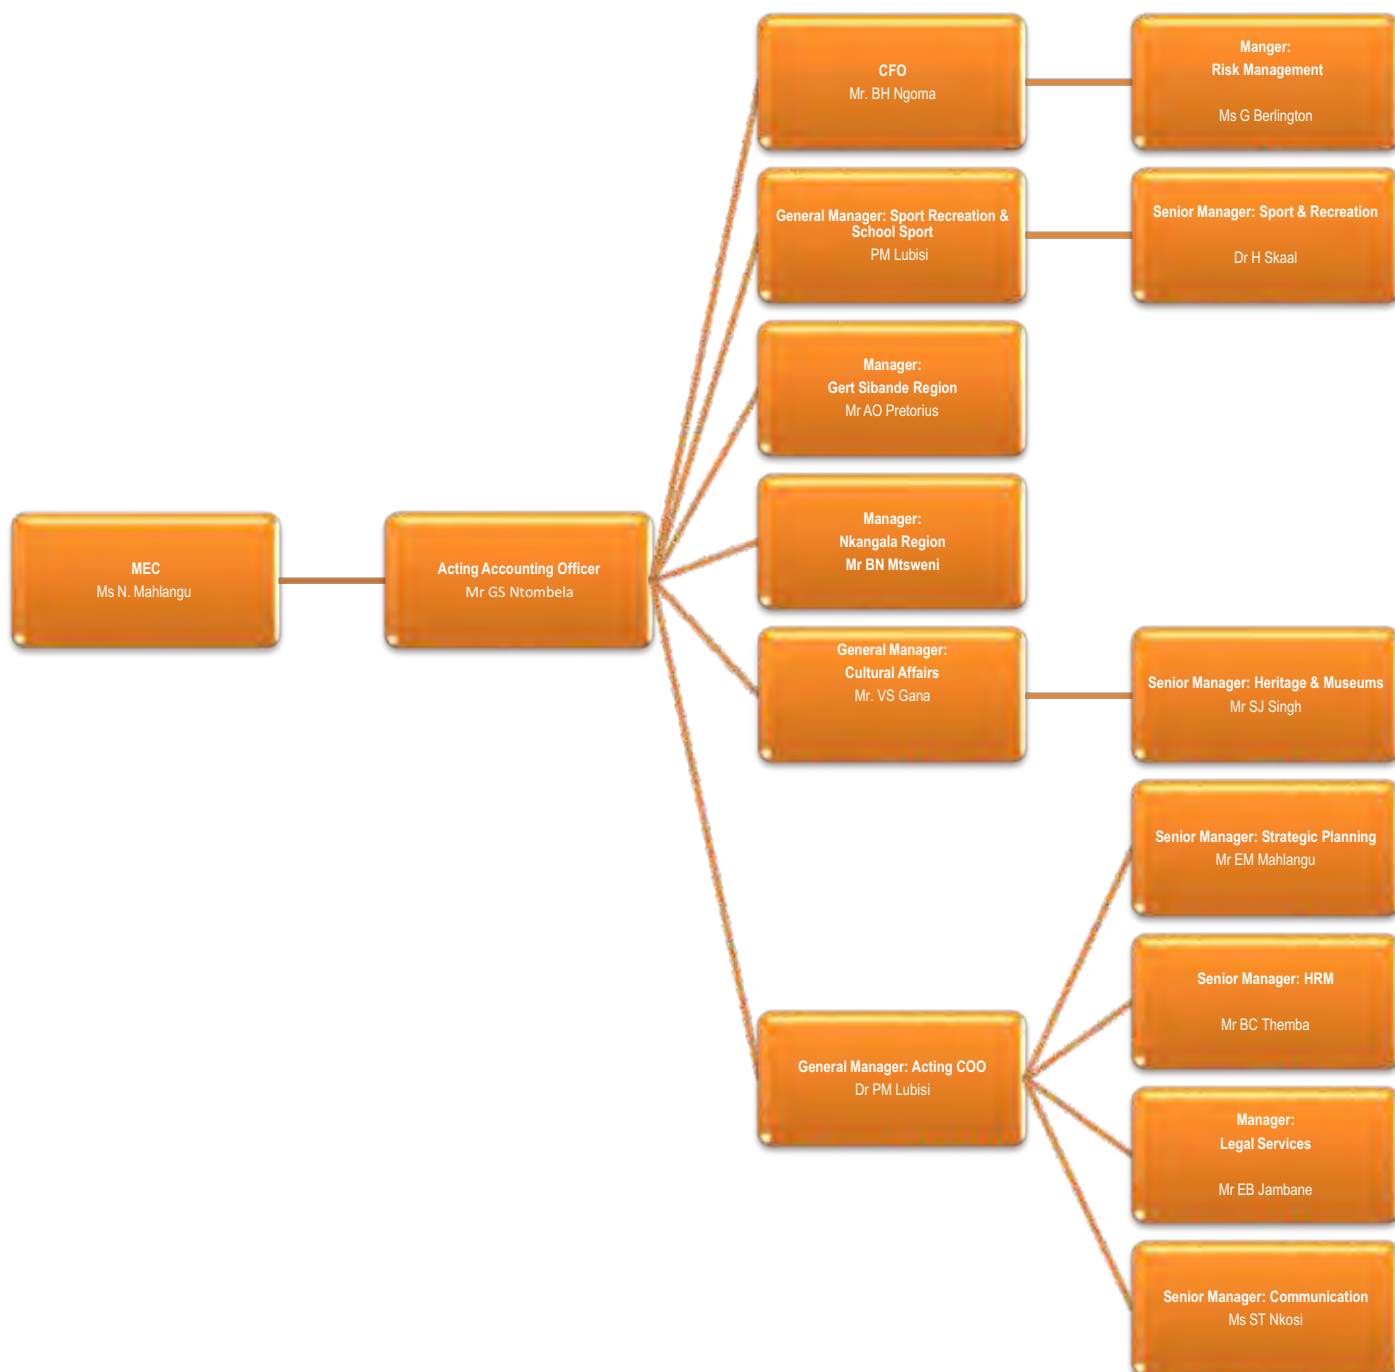 MEC
Ms N. Mahlangu
Acting Accounting Officer
Mr GS Ntombela
CFO
Mr. BH Ngoma
Manger:
Risk Management
Ms G Berlington
General Manager: Sport Recreation &
School Sport
PM Lubisi
Senior Manager: Sport & Recreation
Dr H Skaal
Manager:
Gert Sibande Region
Mr AO Pretorius
Manager:
Nkangala Region
Mr BN Mtsweni
General Manager:
Cultural Affairs
Mr. VS Gana
Senior Manager: Heritage & Museums
Mr SJ Singh
General Manager: Acting COO
Dr PM Lubisi
Senior Manager: Strategic Planning
Mr EM Mahlangu
Senior Manager: HRM
Mr BC Themba
Manager:
Legal Services
Mr EB Jambane
Senior Manager: Communication
Ms ST Nkosi